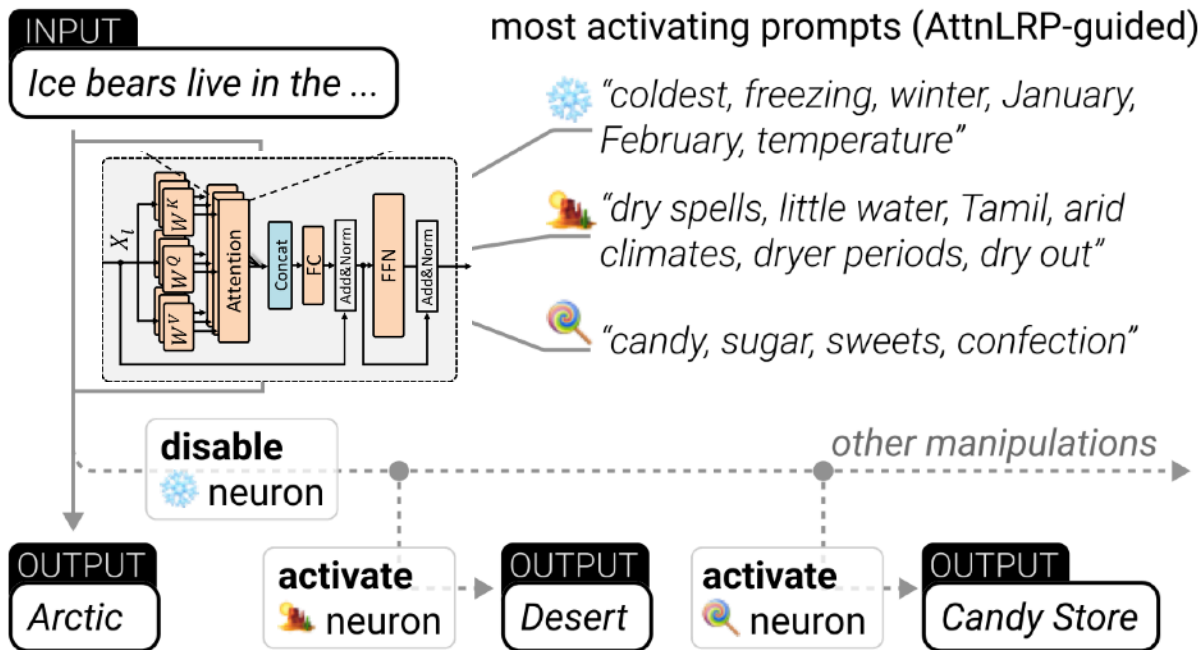 INPUT
Ice bears live in the ...
most activating prompts (AttnLRP-guided)
“coldest, freezing, winter, January,
February, temperature”
“dry spells, little water, Tamil, arid
climates, dryer periods, dry out”
“candy, sugar, sweets, confection”
X_l
W^K
W^Q
W^V
Attention
Concat
FC
Add&Norm
FFN
Add&Norm
disable
neuron
other manipulations
OUTPUT
Arctic
activate
neuron
OUTPUT
Desert
activate
neuron
OUTPUT
Candy Store